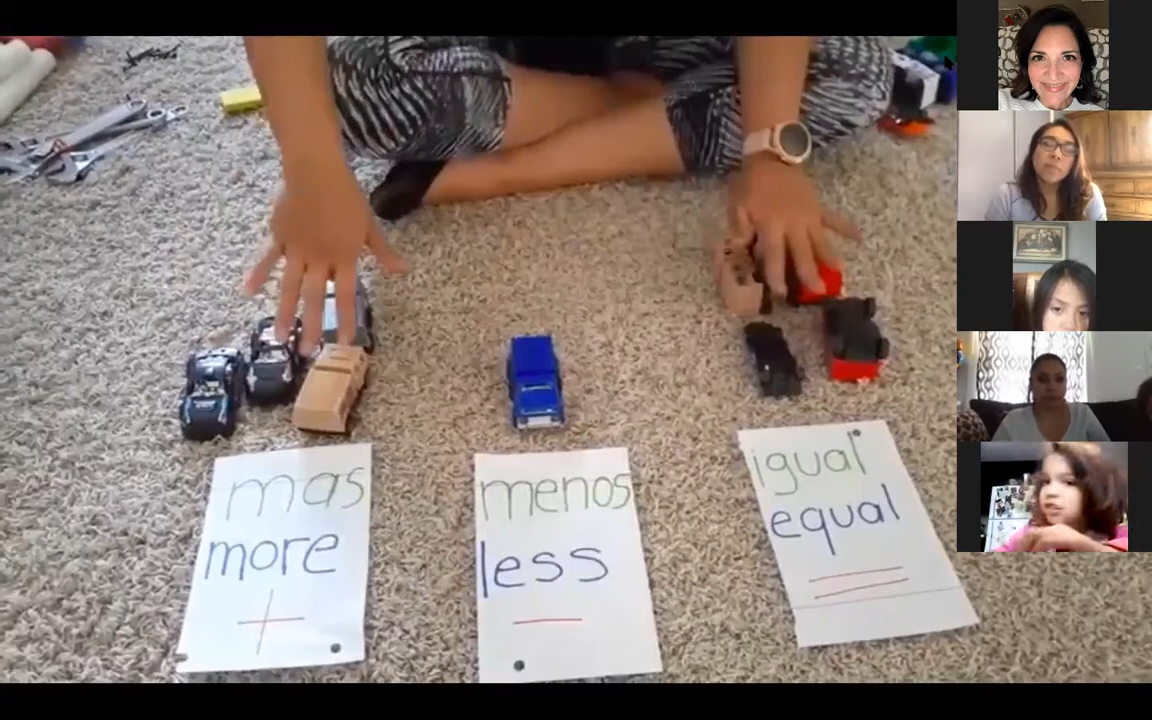 mas
more
+
menos
less
−
igual
equal
=